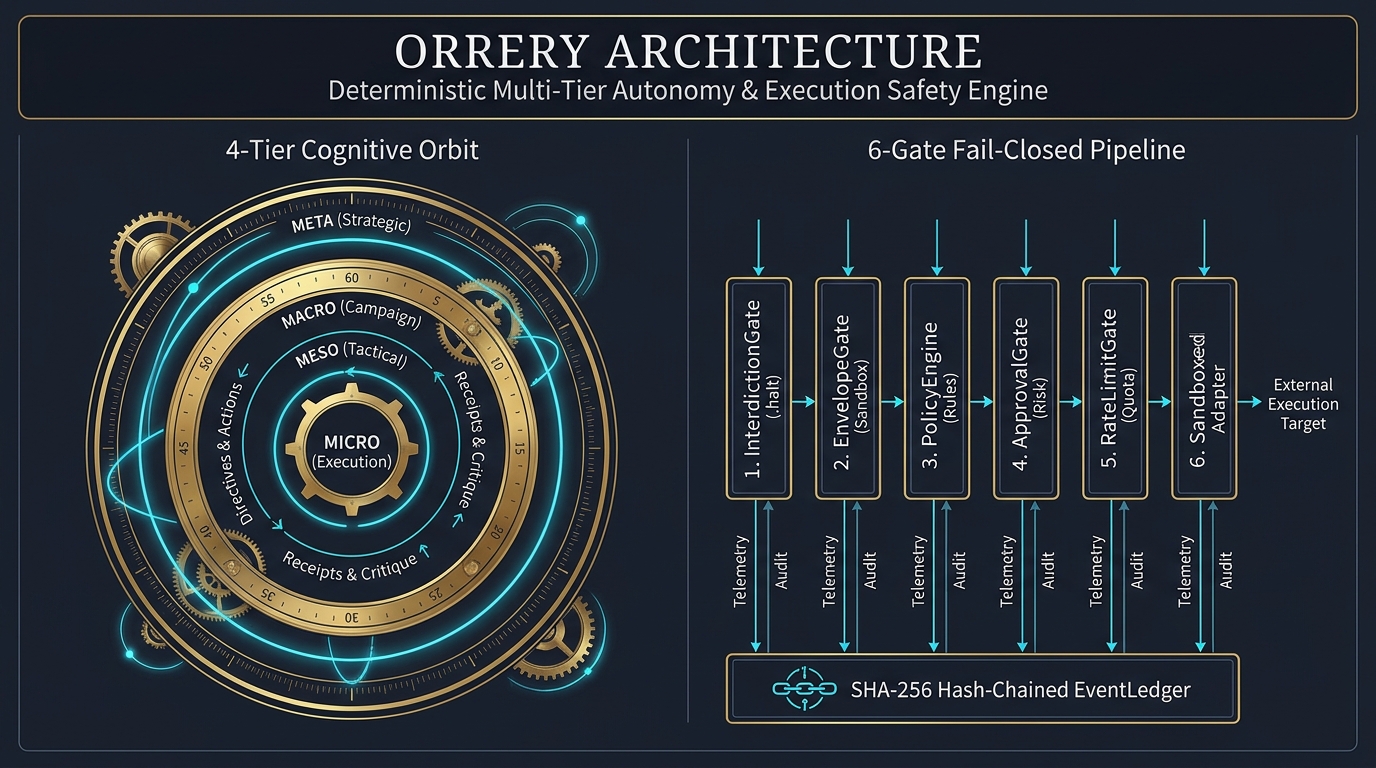 ORRERY ARCHITECTURE
Deterministic Multi-Tier Autonomy & Execution Safety Engine
4-Tier Cognitive Orbit
META (Strategic)
60
55
5
MACRO (Campaign)
50
10
MESO (Tactical)
45
15
Directives & Actions
Receipts & Critique
MICRO
(Execution)
40
20
Receipts & Critique
35
25
30
6-Gate Fail-Closed Pipeline
1. InterdictionGate
(.halt)
2. EnvelopeGate
(Sandbox)
3. PolicyEngine
(Rules)
4. ApprovalGate
(Risk)
5. RateLimitGate
(Quota)
6. Sandboxed
Adapter
External
Execution
Target
Telemetry
Audit
Telemetry
Audit
Telemetry
Audit
Telemetry
Audit
Telemetry
Audit
Telemetry
Audit
SHA-256 Hash-Chained EventLedger